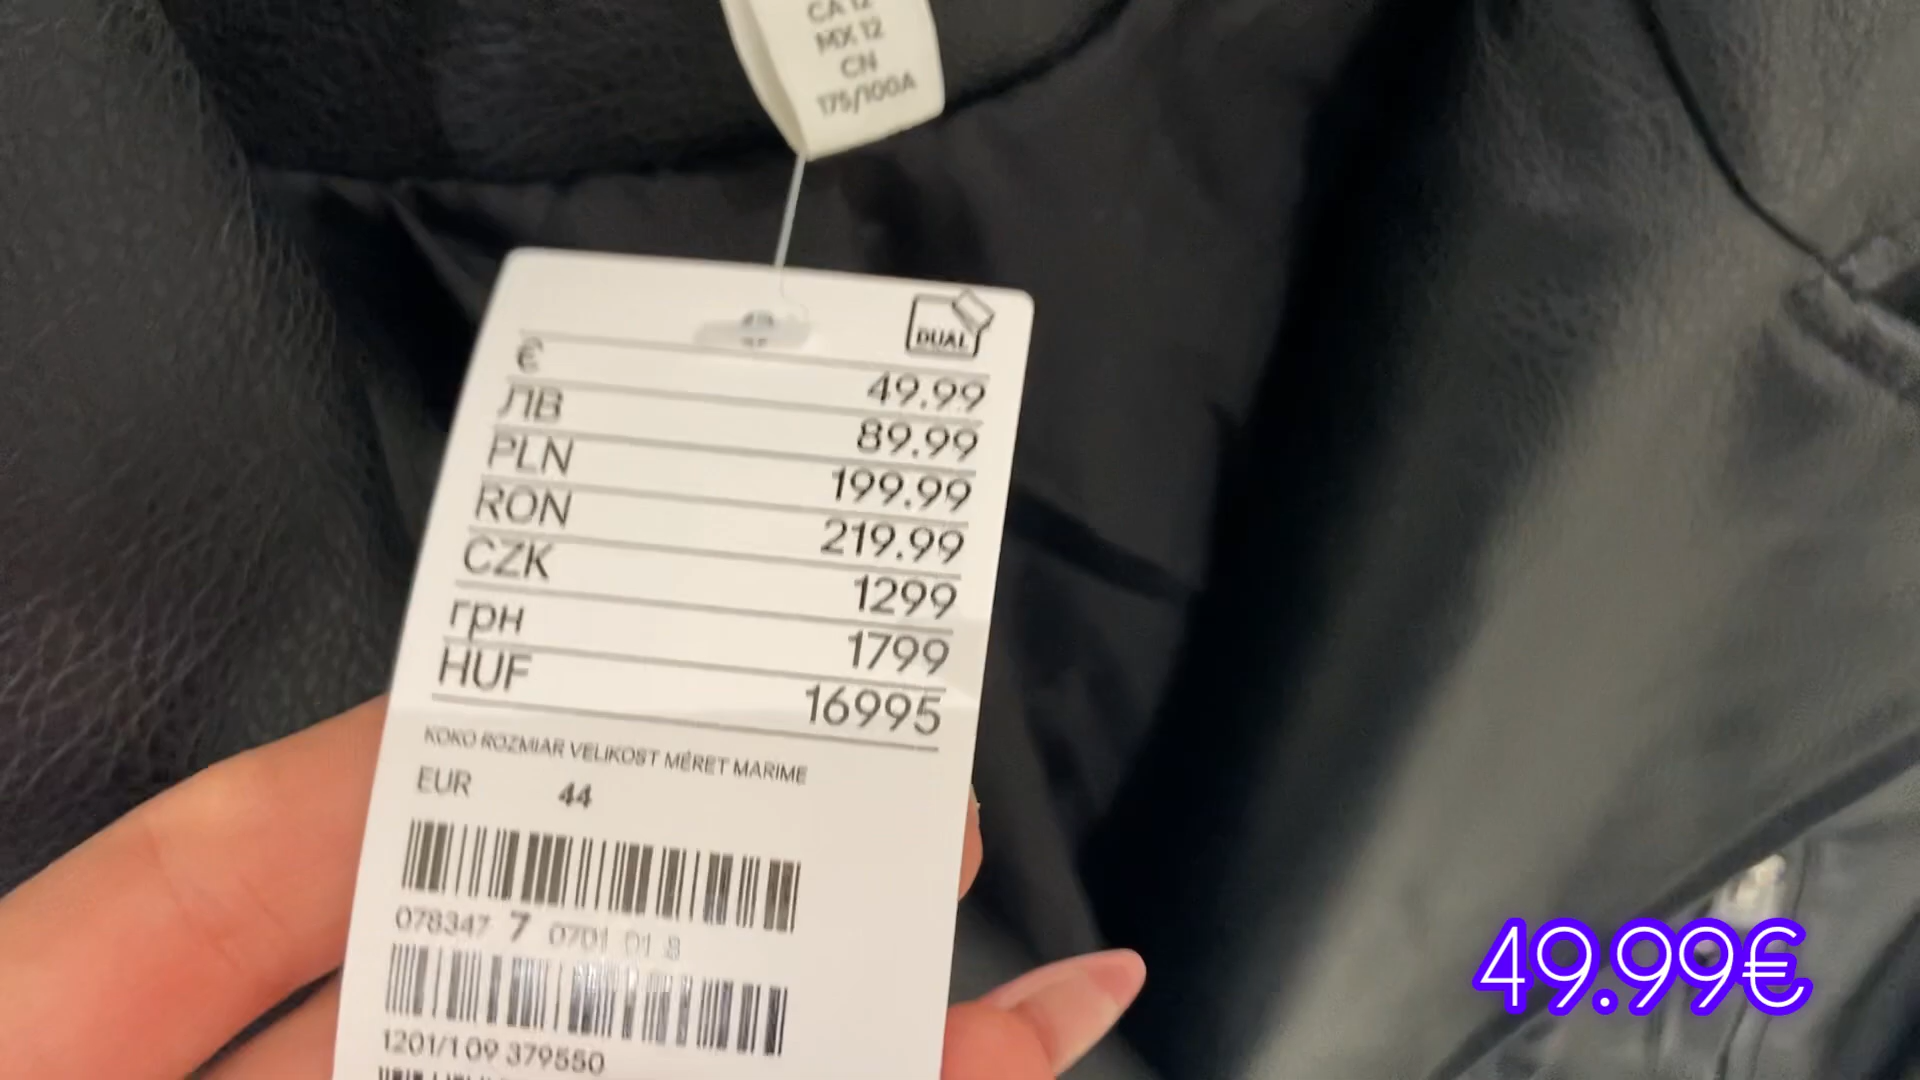 CA 12
MX 12
CN
175/100A
DUAL
€ 49.99
ЛВ 89.99
PLN 199.99
RON 219.99
CZK 1299
грн 1799
HUF 16995
KOKO ROZMIAR VELIKOST MÉRET MARIME
EUR 44
078347 7 0701 01 8
1201/1 09 379550
49.99€